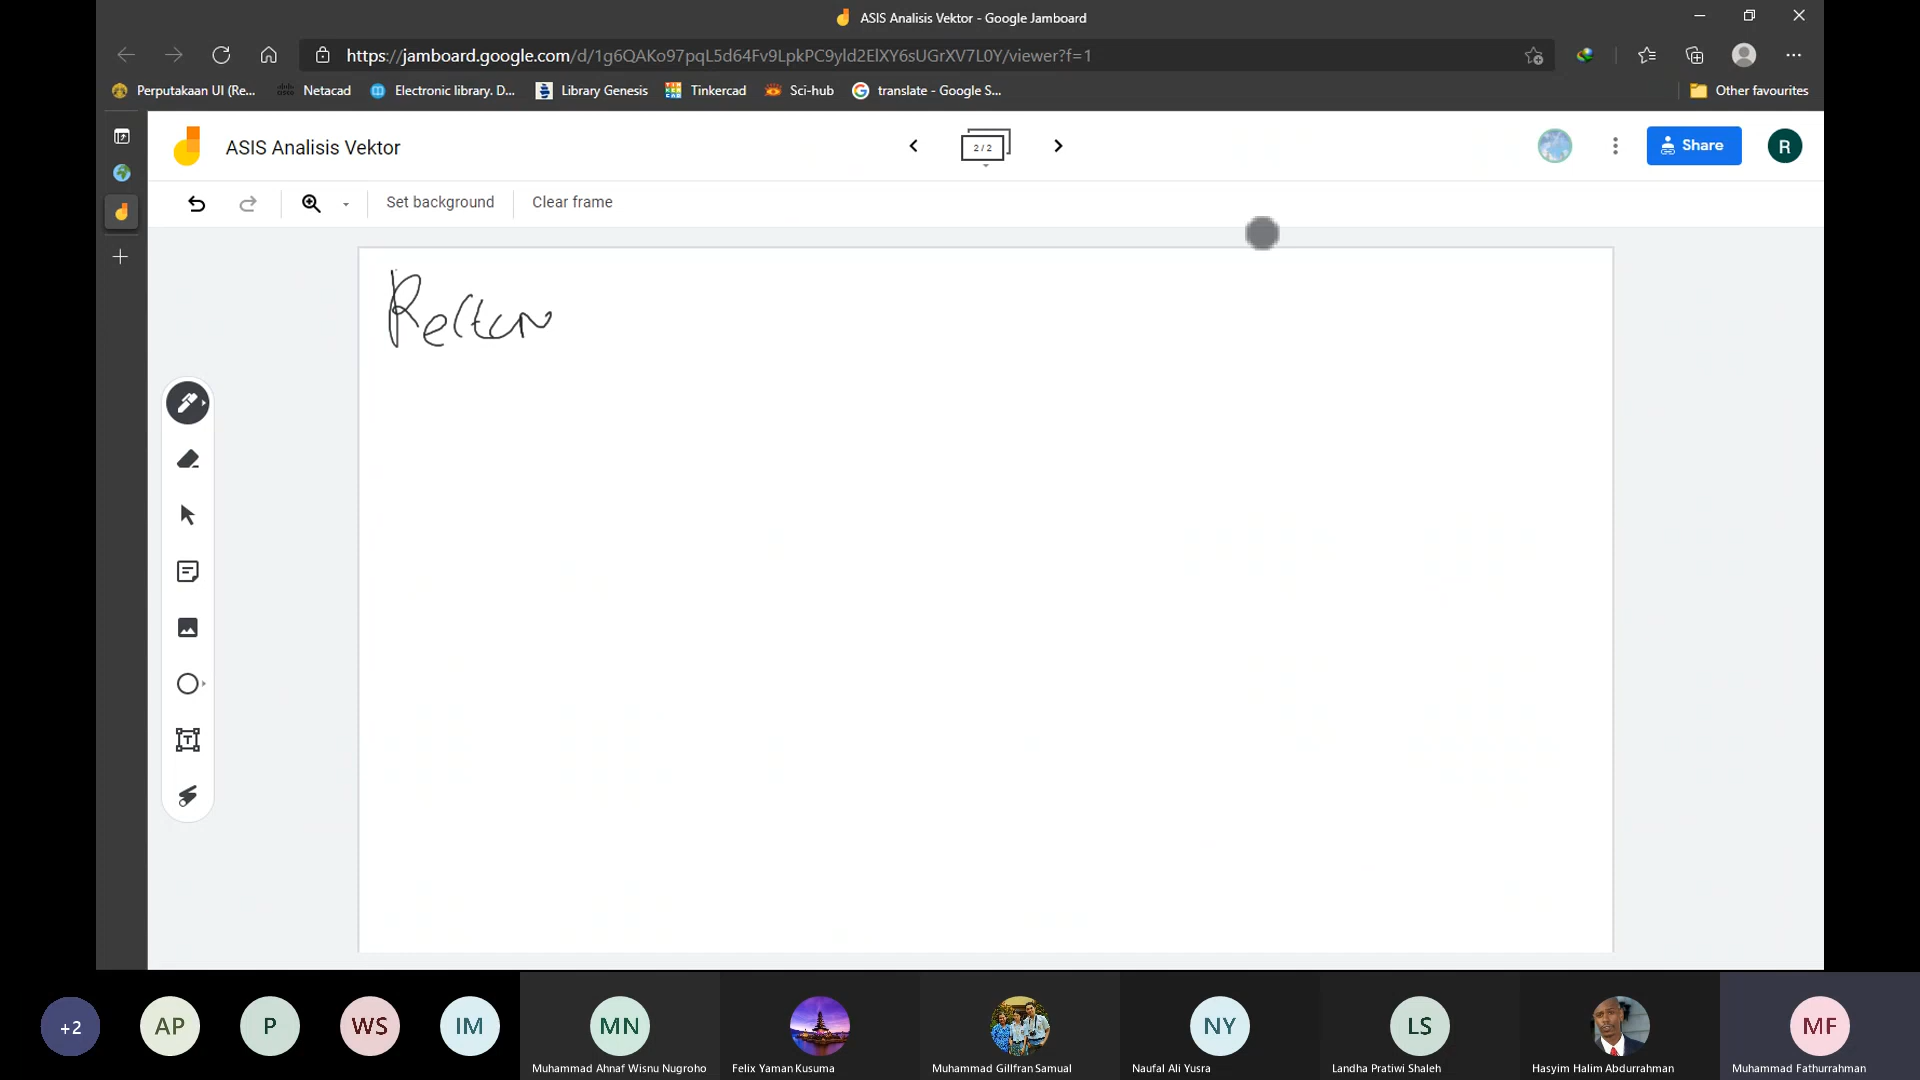 ASIS Analisis Vektor - Google Jamboard
https://jamboard.google.com/d/1g6QAKo97pqL5d64Fv9LpkPC9yld2ElXY6sUGrXV7L0Y/viewer?f=1
Perputakaan UI (Re... Netacad Electronic library. D... Library Genesis Tinkercad Sci-hub translate - Google S... Other favourites
ASIS Analisis Vektor 2 / 2 Share R
Set background Clear frame
+2 AP P WS IM MN NY LS MF
Muhammad Ahnaf Wisnu Nugroho Felix Yaman Kusuma Muhammad Gillfran Samual Naufal Ali Yusra Landha Pratiwi Shaleh Hasyim Halim Abdurrahman Muhammad Fathurrahman